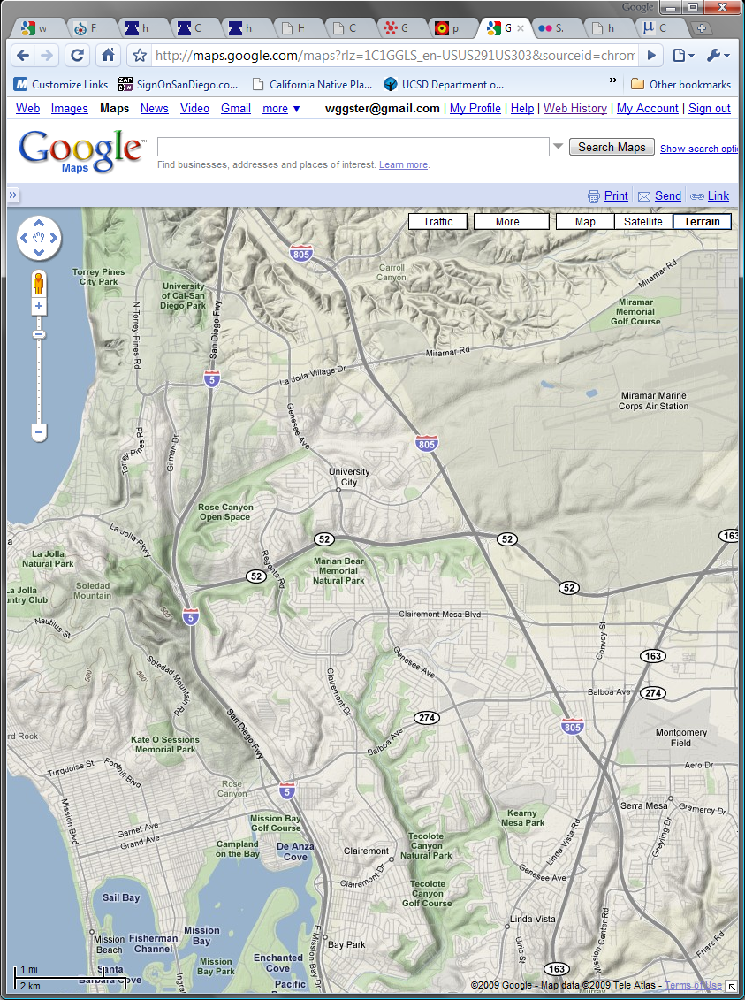 Google
w
F
h
C
h
H
C
G
p
G
S.
h
C
http://maps.google.com/maps?rlz=1C1GGLS_en-USUS291US303&sourceid=chrom
Customize Links
SignOnSanDiego.co...
California Native Pla...
UCSD Department o...
»
Other bookmarks
Web Images Maps News Video Gmail more ▼
wggster@gmail.com | My Profile | Help | Web History | My Account | Sign out
Google
Maps
Search Maps
Show search optio
Find businesses, addresses and places of interest. Learn more.
»
Print
Send
Link
Traffic
More...
Map
Satellite
Terrain
805
Carroll
Canyon
Torrey Pines
City Park
University
of Cal-San
Diego Park
Miramar Rd
Miramar
Memorial
Golf Course
N Torrey Pines Rd
San Diego Fwy
Miramar Rd
La Jolla Village Dr
5
Miramar Marine
Corps Air Station
Genesee Ave
Torrey Pines Rd
Gilman Dr
805
University
City
Rose Canyon
Open Space
La Jolla Pkwy
52
52
163
a
La Jolla
Natural Park
Regents Rd
Marian Bear
Memorial
Natural Park
52
52
La Jolla
untry Club
Soledad
Mountain
500
5
Clairemont Mesa Blvd
Nautilus St
Convoy St
Genesee Ave
163
Soledad Mountain Rd
500
500
Clairemont Dr
Balboa Ave
274
274
San Diego Fwy
805
Kate O Sessions
Memorial Park
Balboa Ave
Montgomery
Field
rd Rock
Turquoise St
Foothill Blvd
Aero Dr
Rose
Canyon
5
Mission Blvd
Serra Mesa
Gramercy Dr
Kearny
Mesa Park
Mission Bay
Golf Course
Garnet Ave
Grand Ave
Linda Vista Rd
Greyling Dr
Campland
on the Bay
De Anza
Cove
Tecolote
Canyon
Natural Park
Clairemont
Clairemont Dr
Genesee Ave
Tecolote
Canyon
Golf Course
Sail Bay
Linda Vista
Mission
Beach
Fisherman
Channel
Mission
Bay
Bay Park
E Mission Bay Dr
Ulric St
Mission Center Rd
Friars Rd
Mission
Bay Park
Enchanted
Cove
Santa
Barbara Cove
Ingra
Pacific
163
Murray
1 mi
2 km
©2009 Google - Map data ©2009 Tele Atlas - Terms of Use